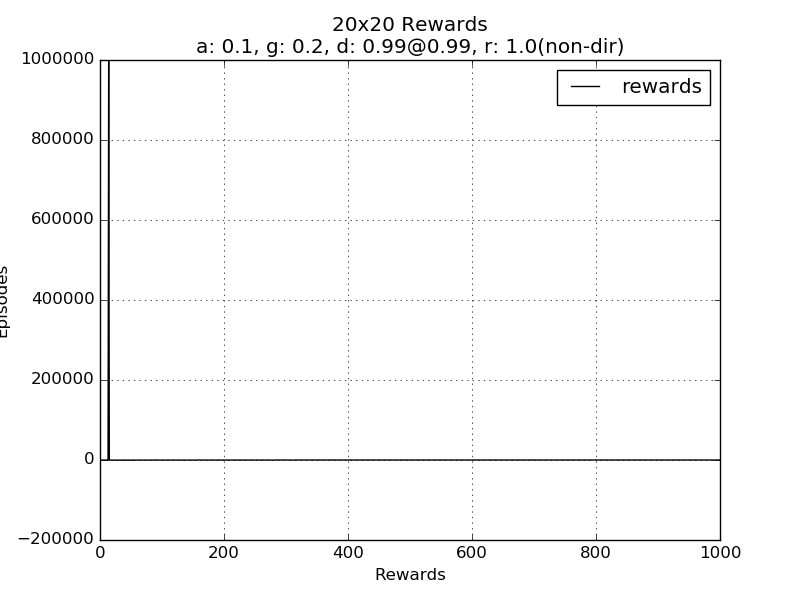 20x20 Rewards
a: 0.1, g: 0.2, d: 0.99@0.99, r: 1.0(non-dir)
1000000
rewards
800000
600000
400000
Episodes
200000
0
−200000
0 200 400 600 800 1000
Rewards